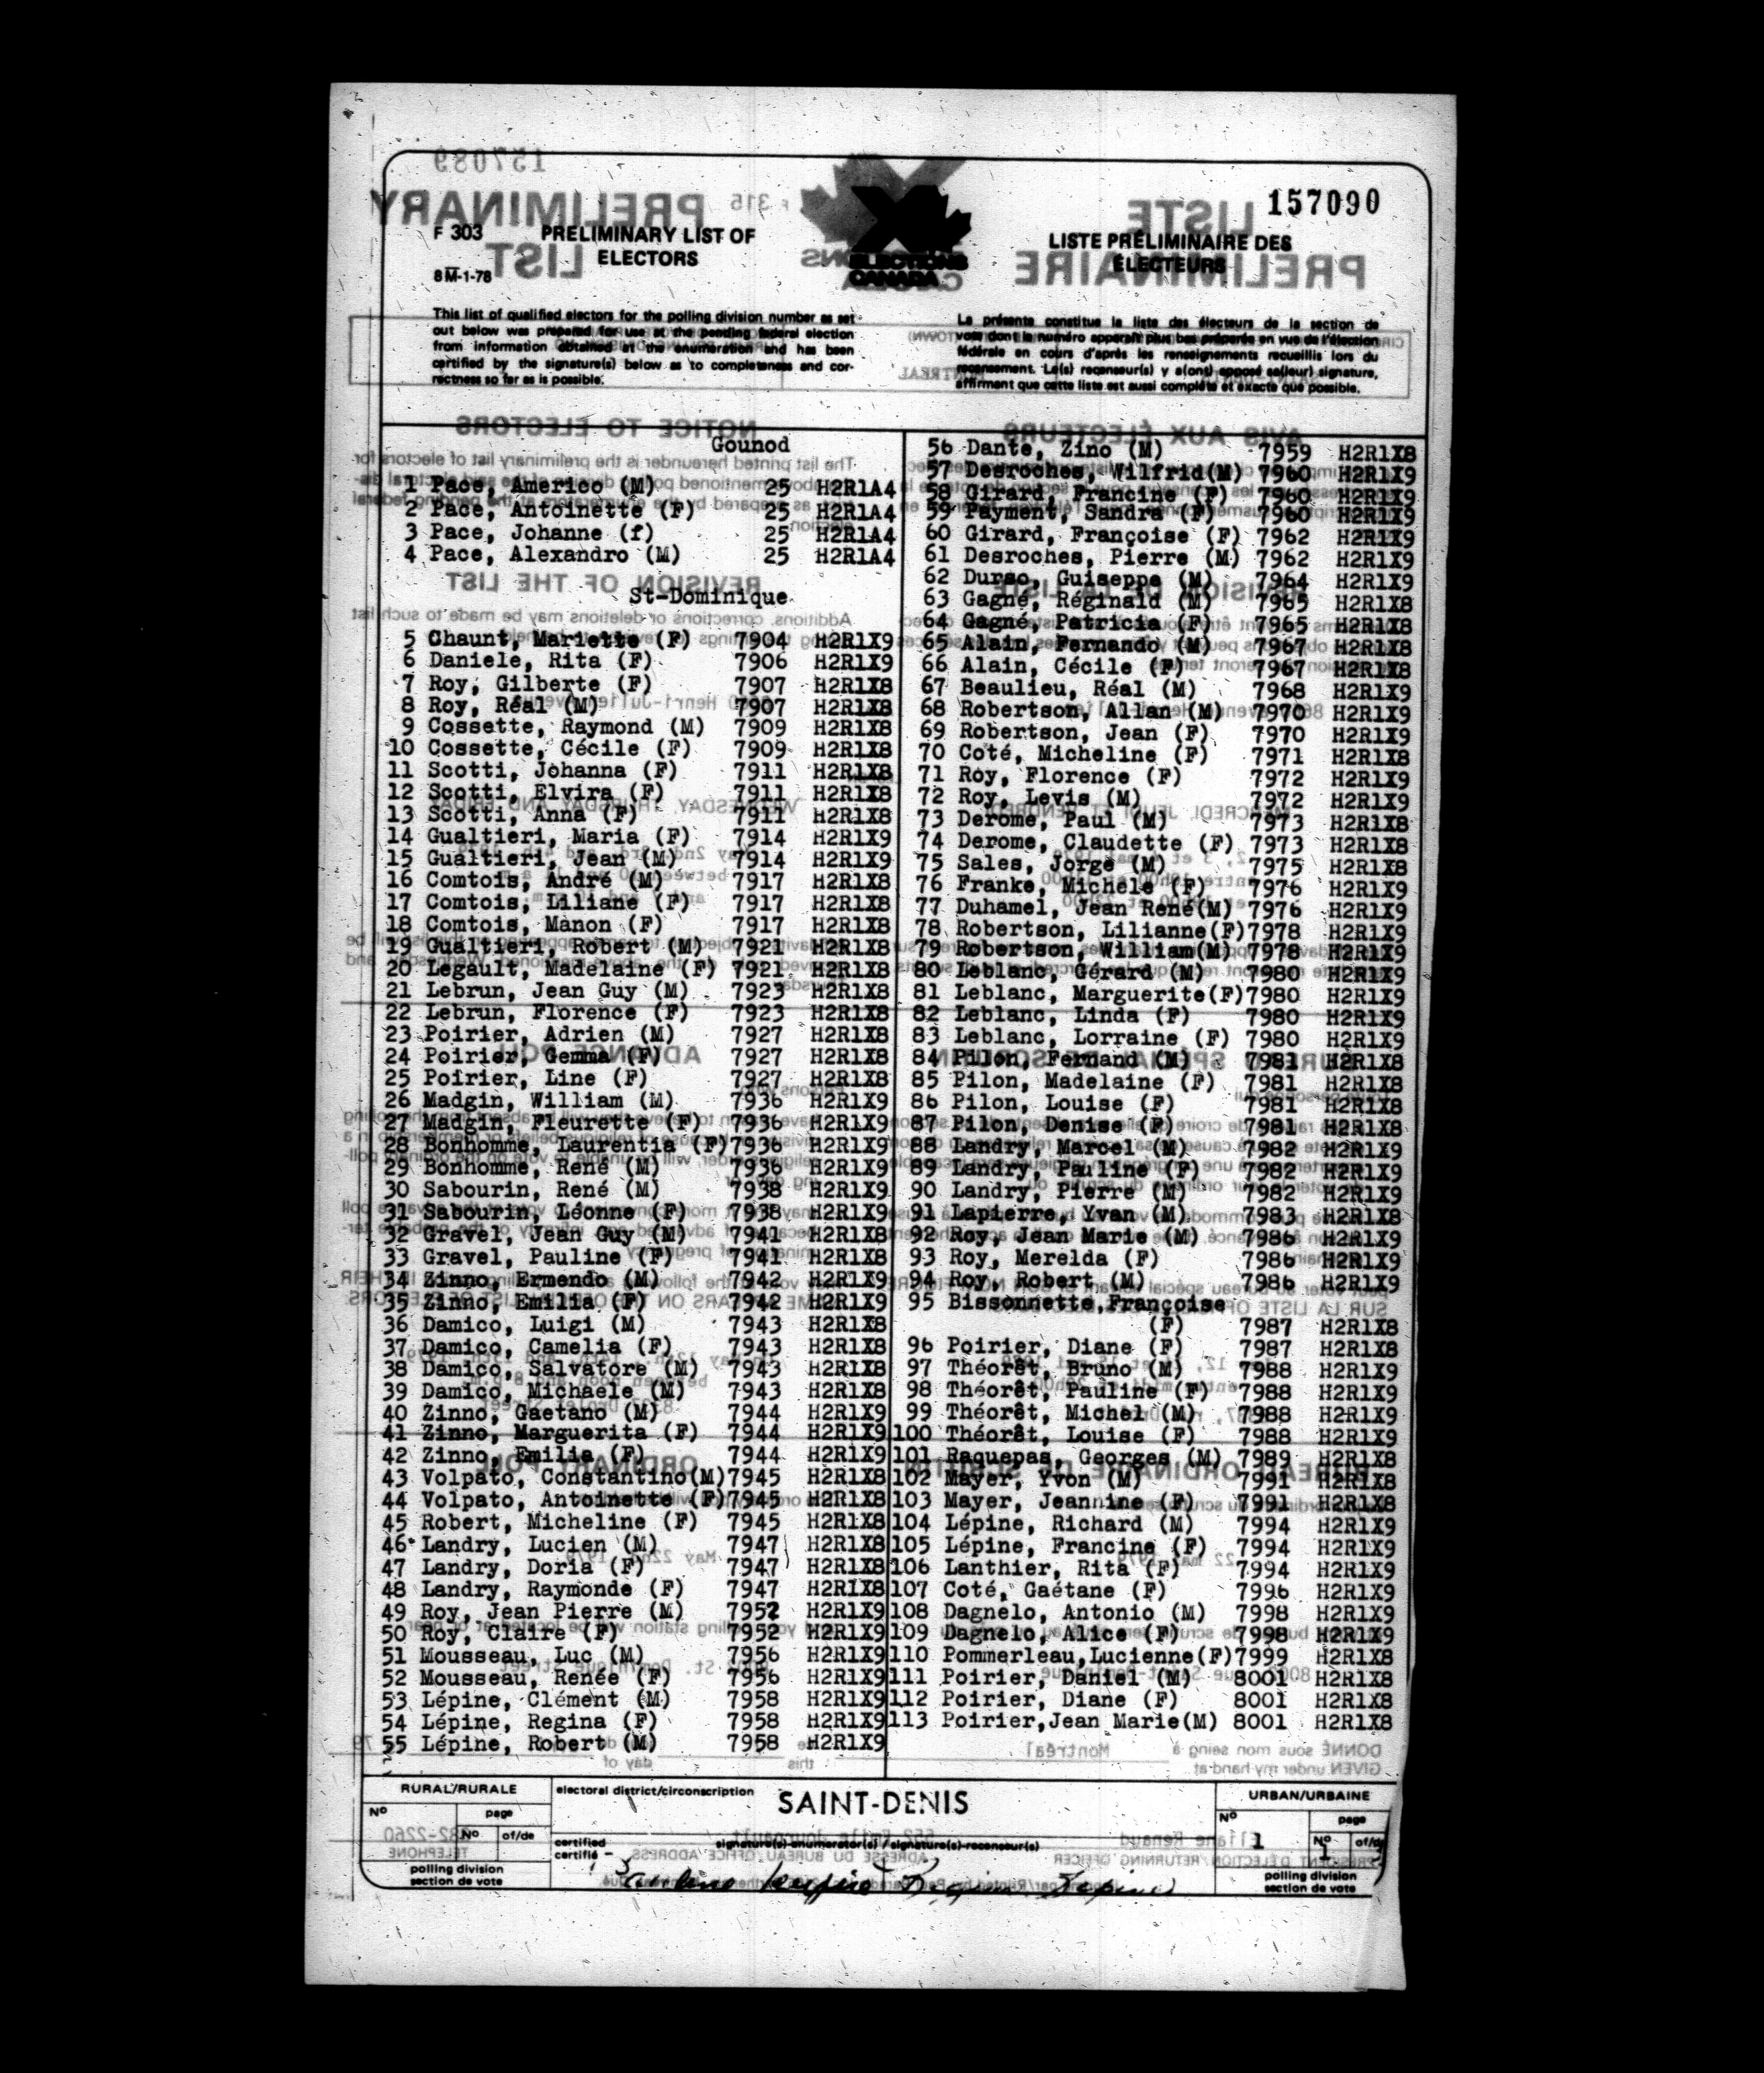 157090
F 303 PRELIMINARY LIST OF
ELECTORS
8 M-1-78
ELECTIONS
CANADA
LISTE PRÉLIMINAIRE DES
ÉLECTEURS
This list of qualified electors for the polling division number as set
out below was prepared for use at the pending federal election
from information obtained at the enumeration and has been
certified by the signature(s) below as to completeness and cor-
rectness so far as is possible.
La présente constitue la liste des électeurs de la section de
vote dont le numéro apparaît plus bas préparée en vue de l'élection
fédérale en cours d'après les renseignements recueillis lors du
recensement. Le(s) recenseur(s) y a(ont) apposé sa(leur) signature,
affirmant que cette liste est aussi complète et exacte que possible.
Gounod
1 Pace, Americo (M) 25 H2R1A4
2 Pace, Antoinette (F) 25 H2R1A4
3 Pace, Johanne (f) 25 H2R1A4
4 Pace, Alexandro (M) 25 H2R1A4
St-Dominique
5 Chaunt, Mariette (F) 7904 H2R1X9
6 Daniele, Rita (F) 7906 H2R1X9
7 Roy, Gilberte (F) 7907 H2R1X8
8 Roy, Réal (M) 7907 H2R1X8
9 Cossette, Raymond (M) 7909 H2R1X8
10 Cossette, Cécile (F) 7909 H2R1X8
11 Scotti, Johanna (F) 7911 H2R1X8
12 Scotti, Elvira (F) 7911 H2R1X8
13 Scotti, Anna (F) 7911 H2R1X8
14 Gualtieri, Maria (F) 7914 H2R1X9
15 Gualtieri, Jean (M) 7914 H2R1X9
16 Comtois, André (M) 7917 H2R1X8
17 Comtois, Liliane (F) 7917 H2R1X8
18 Comtois, Manon (F) 7917 H2R1X8
19 Gualtieri, Robert (M) 7921 H2R1X8
20 Legault, Madelaine (F) 7921 H2R1X8
21 Lebrun, Jean Guy (M) 7923 H2R1X8
22 Lebrun, Florence (F) 7923 H2R1X8
23 Poirier, Adrien (M) 7927 H2R1X8
24 Poirier, Gemma (F) 7927 H2R1X8
25 Poirier, Line (F) 7927 H2R1X8
26 Madgin, William (M) 7936 H2R1X9
27 Madgin, Fleurette (F) 7936 H2R1X9
28 Bonhomme, Laurentia (F) 7936 H2R1X9
29 Bonhomme, René (M) 7936 H2R1X9
30 Sabourin, René (M) 7938 H2R1X9
31 Sabourin, Léonne (F) 7938 H2R1X9
32 Gravel, Jean Guy (M) 7941 H2R1X8
33 Gravel, Pauline (F) 7941 H2R1X8
34 Zinno, Ermendo (M) 7942 H2R1X9
35 Zinno, Emilia (F) 7942 H2R1X9
36 Damico, Luigi (M) 7943 H2R1X8
37 Damico, Camelia (F) 7943 H2R1X8
38 Damico, Salvatore (M) 7943 H2R1X8
39 Damico, Michaele (M) 7943 H2R1X8
40 Zinno, Gaetano (M) 7944 H2R1X9
41 Zinno, Marguerita (F) 7944 H2R1X9
42 Zinno, Emilia (F) 7944 H2R1X9
43 Volpato, Constantino(M) 7945 H2R1X8
44 Volpato, Antoinette (F) 7945 H2R1X8
45 Robert, Micheline (F) 7945 H2R1X8
46 Landry, Lucien (M) 7947 H2R1X8
47 Landry, Doria (F) 7947 H2R1X8
48 Landry, Raymonde (F) 7947 H2R1X8
49 Roy, Jean Pierre (M) 7952 H2R1X9
50 Roy, Claire (F) 7952 H2R1X9
51 Mousseau, Luc (M) 7956 H2R1X9
52 Mousseau, Renée (F) 7956 H2R1X9
53 Lépine, Clément (M) 7958 H2R1X9
54 Lépine, Regina (F) 7958 H2R1X9
55 Lépine, Robert (M) 7958 H2R1X9
56 Dante, Zino (M) 7959 H2R1X8
57 Desroches, Wilfrid(M) 7960 H2R1X9
58 Girard, Francine (F) 7960 H2R1X9
59 Payment, Sandra (F) 7960 H2R1X9
60 Girard, Françoise (F) 7962 H2R1X9
61 Desroches, Pierre (M) 7962 H2R1X9
62 Durso, Guiseppe (M) 7964 H2R1X9
63 Gagné, Réginald (M) 7965 H2R1X8
64 Gagné, Patricia (F) 7965 H2R1X8
65 Alain, Fernando (M) 7967 H2R1X8
66 Alain, Cécile (F) 7967 H2R1X8
67 Beaulieu, Réal (M) 7968 H2R1X9
68 Robertson, Allan (M) 7970 H2R1X9
69 Robertson, Jean (F) 7970 H2R1X9
70 Coté, Micheline (F) 7971 H2R1X8
71 Roy, Florence (F) 7972 H2R1X9
72 Roy, Levis (M) 7972 H2R1X9
73 Derome, Paul (M) 7973 H2R1X8
74 Derome, Claudette (F) 7973 H2R1X8
75 Sales, Jorge (M) 7975 H2R1X8
76 Franke, Michèle (F) 7976 H2R1X9
77 Duhamel, Jean René(M) 7976 H2R1X9
78 Robertson, Lilianne(F) 7978 H2R1X9
79 Robertson, William(M) 7978 H2R1X9
80 Leblanc, Gérard (M) 7980 H2R1X9
81 Leblanc, Marguerite(F) 7980 H2R1X9
82 Leblanc, Linda (F) 7980 H2R1X9
83 Leblanc, Lorraine (F) 7980 H2R1X9
84 Pilon, Fernand (M) 7981 H2R1X8
85 Pilon, Madelaine (F) 7981 H2R1X8
86 Pilon, Louise (F) 7981 H2R1X8
87 Pilon, Denise (F) 7981 H2R1X8
88 Landry, Marcel (M) 7982 H2R1X9
89 Landry, Pauline (F) 7982 H2R1X9
90 Landry, Pierre (M) 7982 H2R1X9
91 Lapierre, Yvan (M) 7983 H2R1X8
92 Roy, Jean Marie (M) 7986 H2R1X9
93 Roy, Merelda (F) 7986 H2R1X9
94 Roy, Robert (M) 7986 H2R1X9
95 Bissonnette,Françoise
(F) 7987 H2R1X8
96 Poirier, Diane (F) 7987 H2R1X8
97 Théorêt, Bruno (M) 7988 H2R1X9
98 Théorêt, Pauline (F) 7988 H2R1X9
99 Théorêt, Michel (M) 7988 H2R1X9
100 Théorêt, Louise (F) 7988 H2R1X9
101 Raquepas, Georges (M) 7989 H2R1X8
102 Mayer, Yvon (M) 7991 H2R1X8
103 Mayer, Jeannine (F) 7991 H2R1X8
104 Lépine, Richard (M) 7994 H2R1X9
105 Lépine, Francine (F) 7994 H2R1X9
106 Lanthier, Rita (F) 7994 H2R1X9
107 Coté, Gaétane (F) 7996 H2R1X9
108 Dagnelo, Antonio (M) 7998 H2R1X9
109 Dagnelo, Alice (F) 7998 H2R1X9
110 Pommerleau,Lucienne(F) 7999 H2R1X8
111 Poirier, Daniel (M) 8001 H2R1X8
112 Poirier, Diane (F) 8001 H2R1X8
113 Poirier,Jean Marie(M) 8001 H2R1X8
RURAL/RURALE
No page
No of/de
polling division
section de vote
electoral district/circonscription SAINT-DENIS
certified
certifié
signature(s)-enumerator(s) / signature(s)-recenseur(s)
URBAN/URBAINE
No 1 page
No 1 of/de
polling division
section de vote